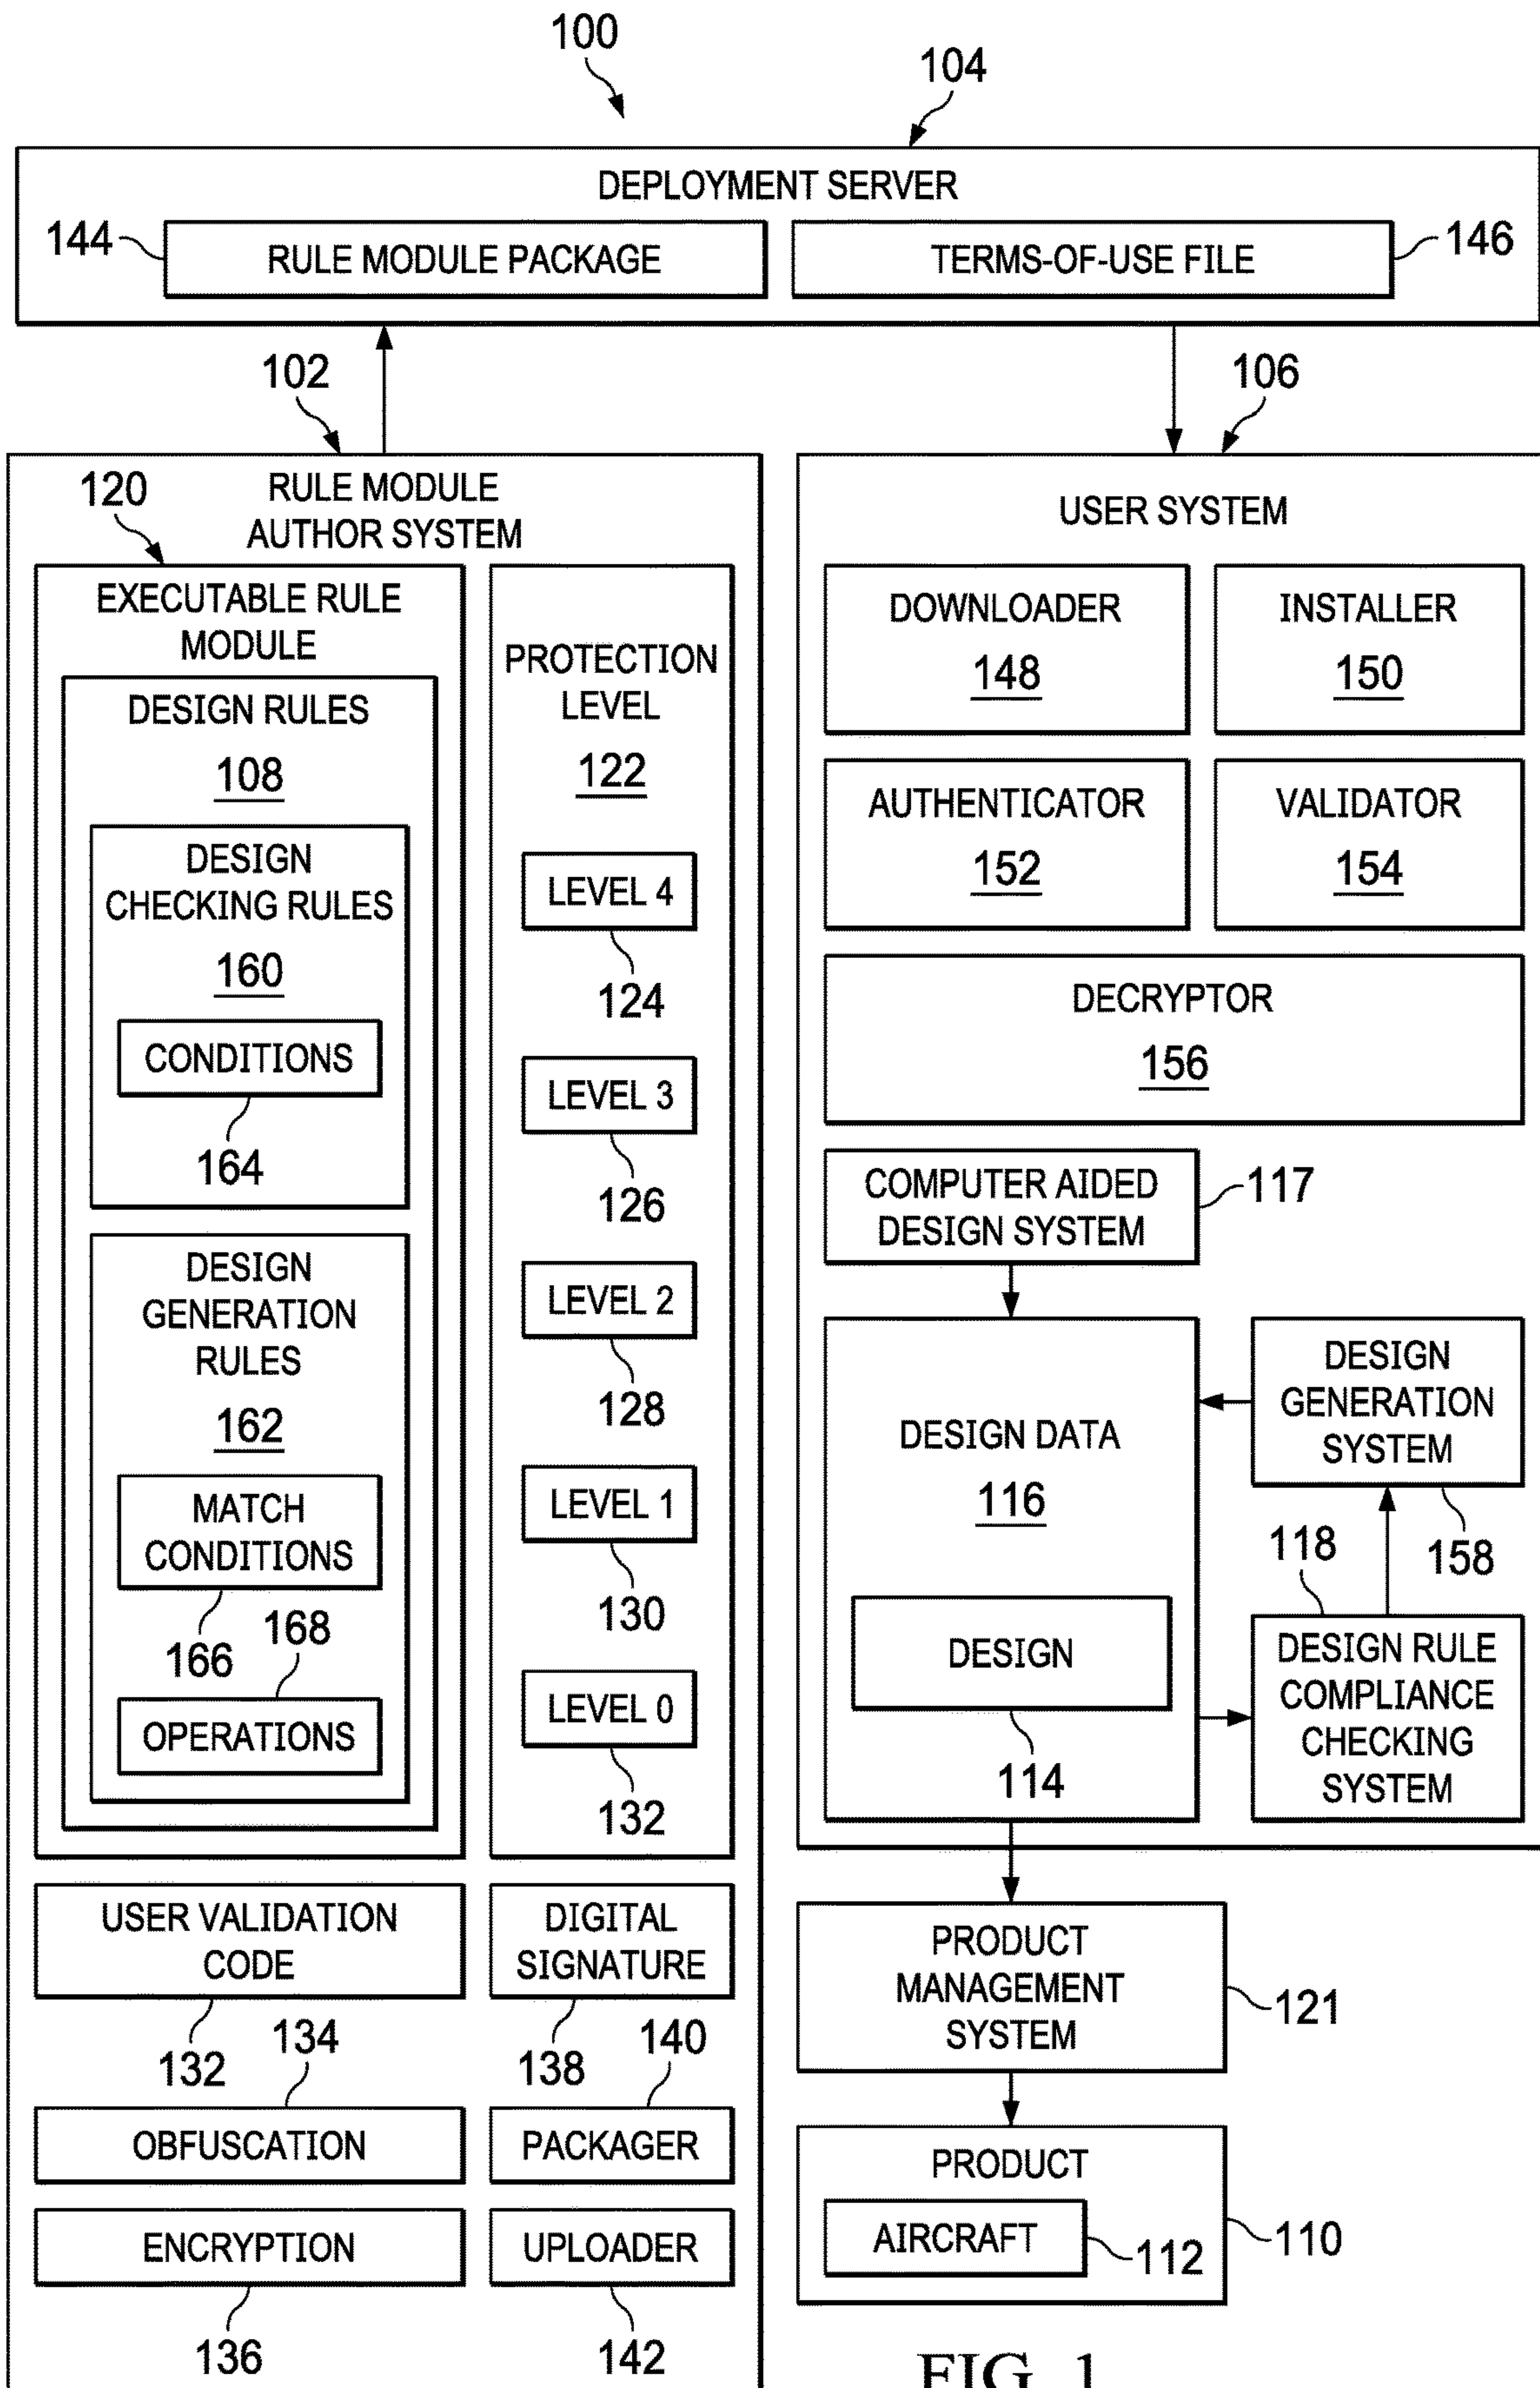 100
104
DEPLOYMENT SERVER
144
RULE MODULE PACKAGE
TERMS-OF-USE FILE
146
102
106
120
RULE MODULE
AUTHOR SYSTEM
EXECUTABLE RULE
MODULE
DESIGN RULES
108
DESIGN
CHECKING RULES
160
CONDITIONS
164
DESIGN
GENERATION
RULES
162
MATCH
CONDITIONS
166
168
OPERATIONS
PROTECTION
LEVEL
122
LEVEL 4
124
LEVEL 3
126
LEVEL 2
128
LEVEL 1
130
LEVEL 0
132
USER VALIDATION
CODE
132
DIGITAL
SIGNATURE
138
134
OBFUSCATION
140
PACKAGER
ENCRYPTION
136
UPLOADER
142
USER SYSTEM
DOWNLOADER
148
INSTALLER
150
AUTHENTICATOR
152
VALIDATOR
154
DECRYPTOR
156
COMPUTER AIDED
DESIGN SYSTEM
117
DESIGN DATA
116
DESIGN
114
DESIGN
GENERATION
SYSTEM
158
118
DESIGN RULE
COMPLIANCE
CHECKING
SYSTEM
PRODUCT
MANAGEMENT
SYSTEM
121
PRODUCT
AIRCRAFT
112
110
FIG. 1